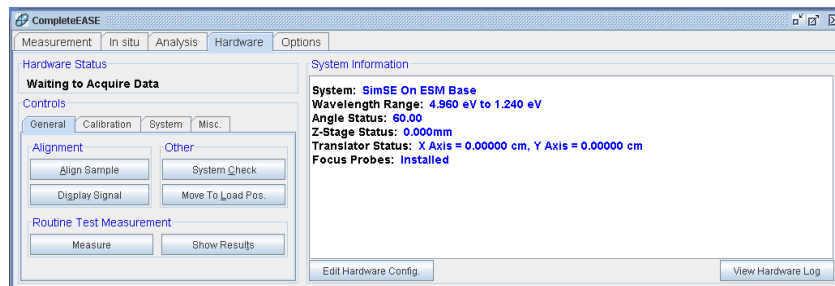 CompleteEASE
Measurement In situ Analysis Hardware Options
Hardware Status
Waiting to Acquire Data
Controls
General Calibration System Misc.
Alignment Other
Align Sample System Check
Display Signal Move To Load Pos.
Routine Test Measurement
Measure Show Results
System Information
System: SimSE On ESM Base
Wavelength Range: 4.960 eV to 1.240 eV
Angle Status: 60.00
Z-Stage Status: 0.000mm
Translator Status: X Axis = 0.00000 cm, Y Axis = 0.00000 cm
Focus Probes: Installed
Edit Hardware Config. View Hardware Log